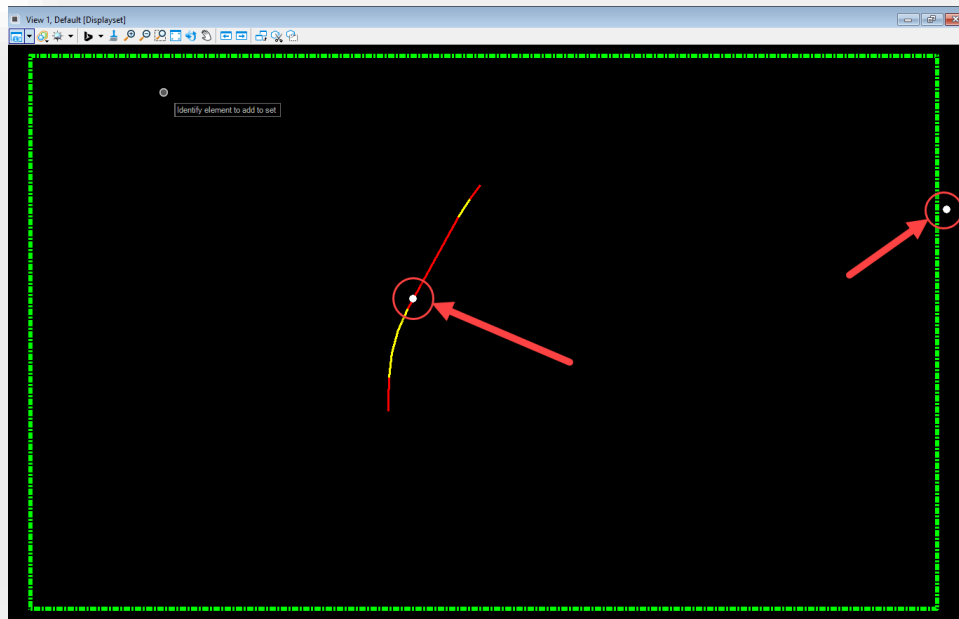 View 1, Default [Displayset]
Identify element to add to set